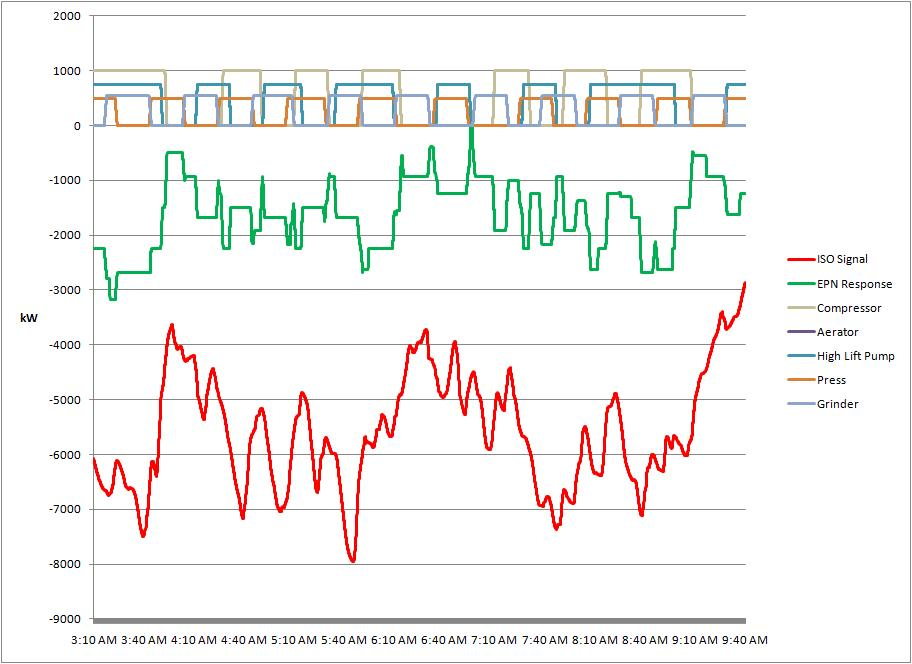 2000
1000
0
-1000
-2000
-3000
-4000
-5000
-6000
-7000
-8000
-9000
kW
3:10 AM 3:40 AM 4:10 AM 4:40 AM 5:10 AM 5:40 AM 6:10 AM 6:40 AM 7:10 AM 7:40 AM 8:10 AM 8:40 AM 9:10 AM 9:40 AM
ISO Signal
EPN Response
Compressor
Aerator
High Lift Pump
Press
Grinder